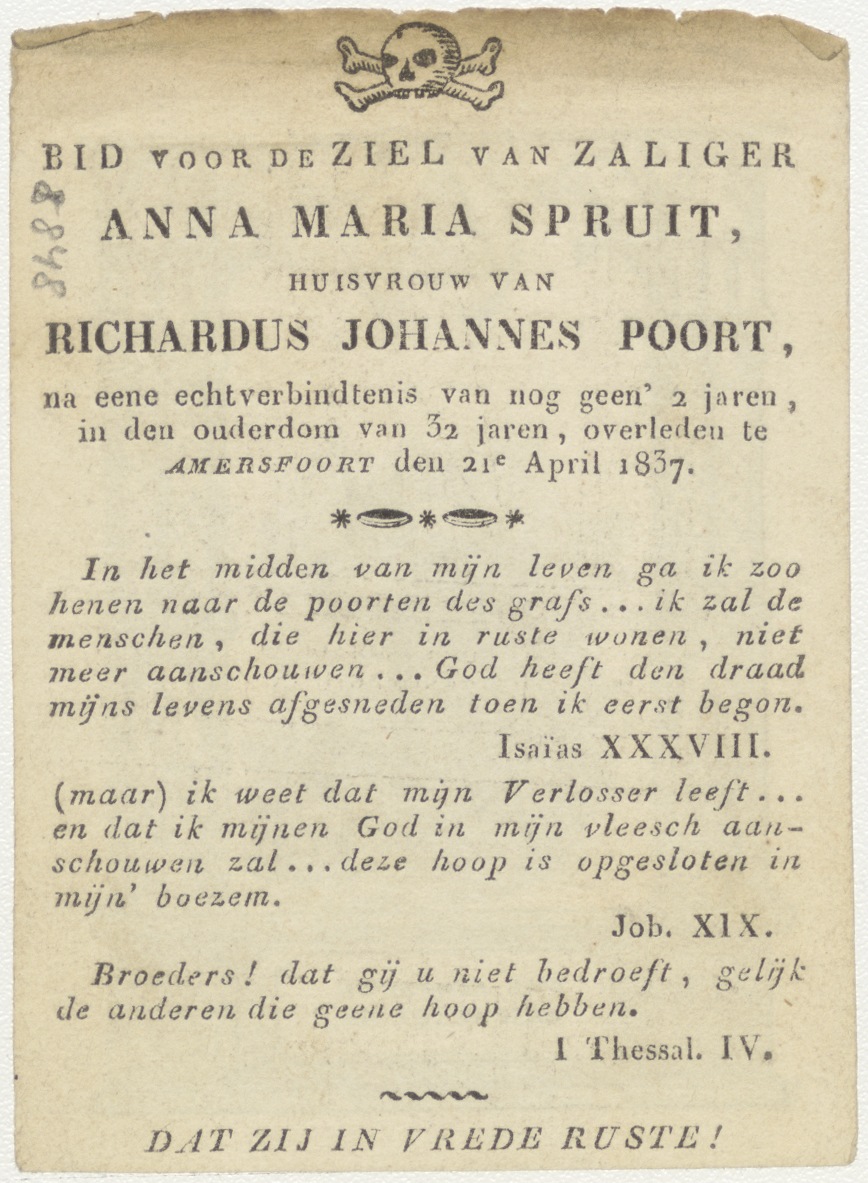 BID VOOR DE ZIEL VAN ZALIGER
ANNA MARIA SPRUIT,
HUISVROUW VAN
RICHARDUS JOHANNES POORT,
na eene echtverbindtenis van nog geen' 2 jaren,
in den ouderdom van 32 jaren, overleden te
AMERSFOORT den 21e April 1837.
In het midden van mijn leven ga ik zoo
henen naar de poorten des grafs... ik zal de
menschen, die hier in ruste wonen, niet
meer aanschouwen... God heeft den draad
mijns levens afgesneden toen ik eerst begon.
Isaïas XXXVIII.
(maar) ik weet dat mijn Verlosser leeft...
en dat ik mijnen God in mijn vleesch aan-
schouwen zal... deze hoop is opgesloten in
mijn' boezem.
Job. XIX.
Broeders! dat gij u niet bedroeft, gelijk
de anderen die geene hoop hebben.
1 Thessal. IV.
DAT ZIJ IN VREDE RUSTE!
8848